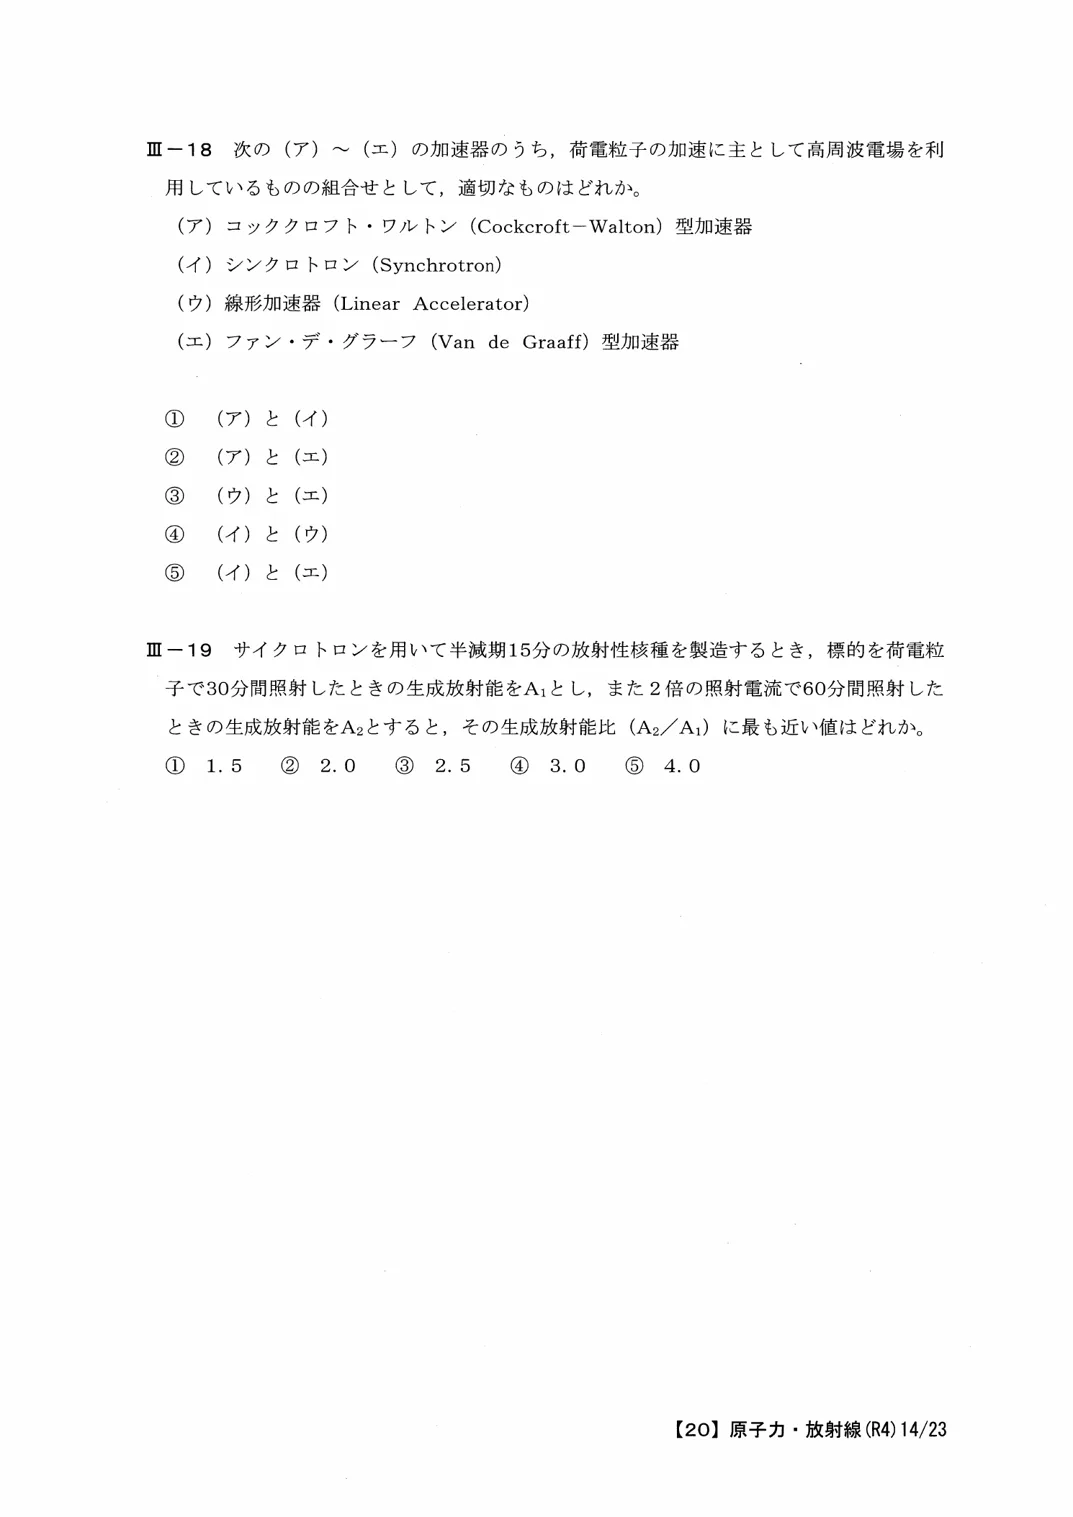 Ⅲ－18 次の（ア）～（エ）の加速器のうち，荷電粒子の加速に主として高周波電場を利
用しているものの組合せとして，適切なものはどれか。
（ア）コッククロフト・ワルトン（Cockcroft－Walton）型加速器
（イ）シンクロトロン（Synchrotron）
（ウ）線形加速器（Linear Accelerator）
（エ）ファン・デ・グラーフ（Van de Graaff）型加速器
① （ア）と（イ）
② （ア）と（エ）
③ （ウ）と（エ）
④ （イ）と（ウ）
⑤ （イ）と（エ）
Ⅲ－19 サイクロトロンを用いて半減期15分の放射性核種を製造するとき，標的を荷電粒
子で30分間照射したときの生成放射能をA₁とし，また２倍の照射電流で60分間照射した
ときの生成放射能をA₂とすると，その生成放射能比（A₂／A₁）に最も近い値はどれか。
① 1.5 ② 2.0 ③ 2.5 ④ 3.0 ⑤ 4.0
【20】原子力・放射線(R4)14/23